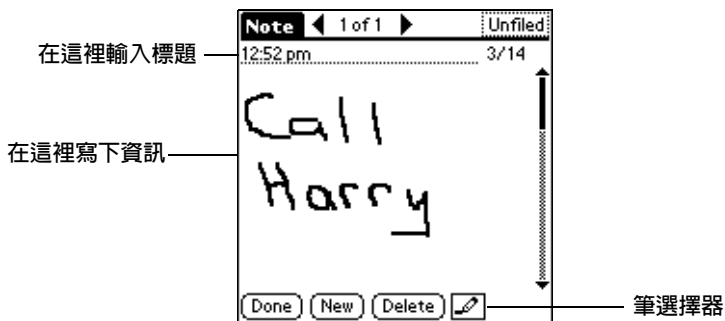 Note 1 of 1 Unfiled
在這裡輸入標題 12:52 pm 3/14
Call
在這裡寫下資訊
Harry
Done New Delete 筆選擇器